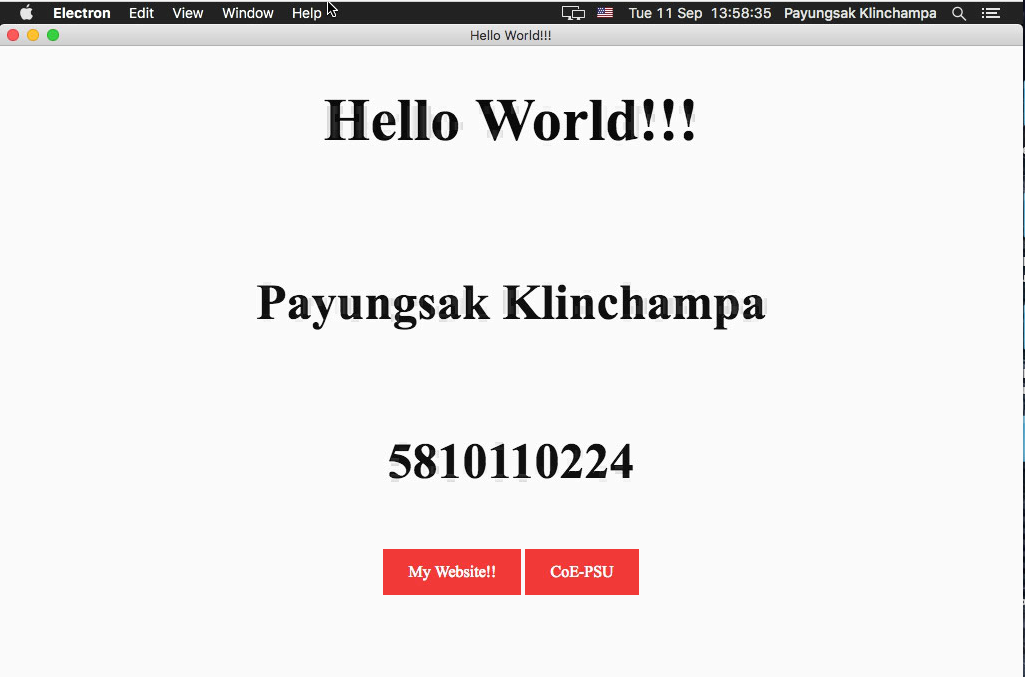 Electron Edit View Window Help Tue 11 Sep 13:58:35 Payungsak Klinchampa
Hello World!!!
Hello World!!!
Payungsak Klinchampa
5810110224
My Website!! CoE-PSU